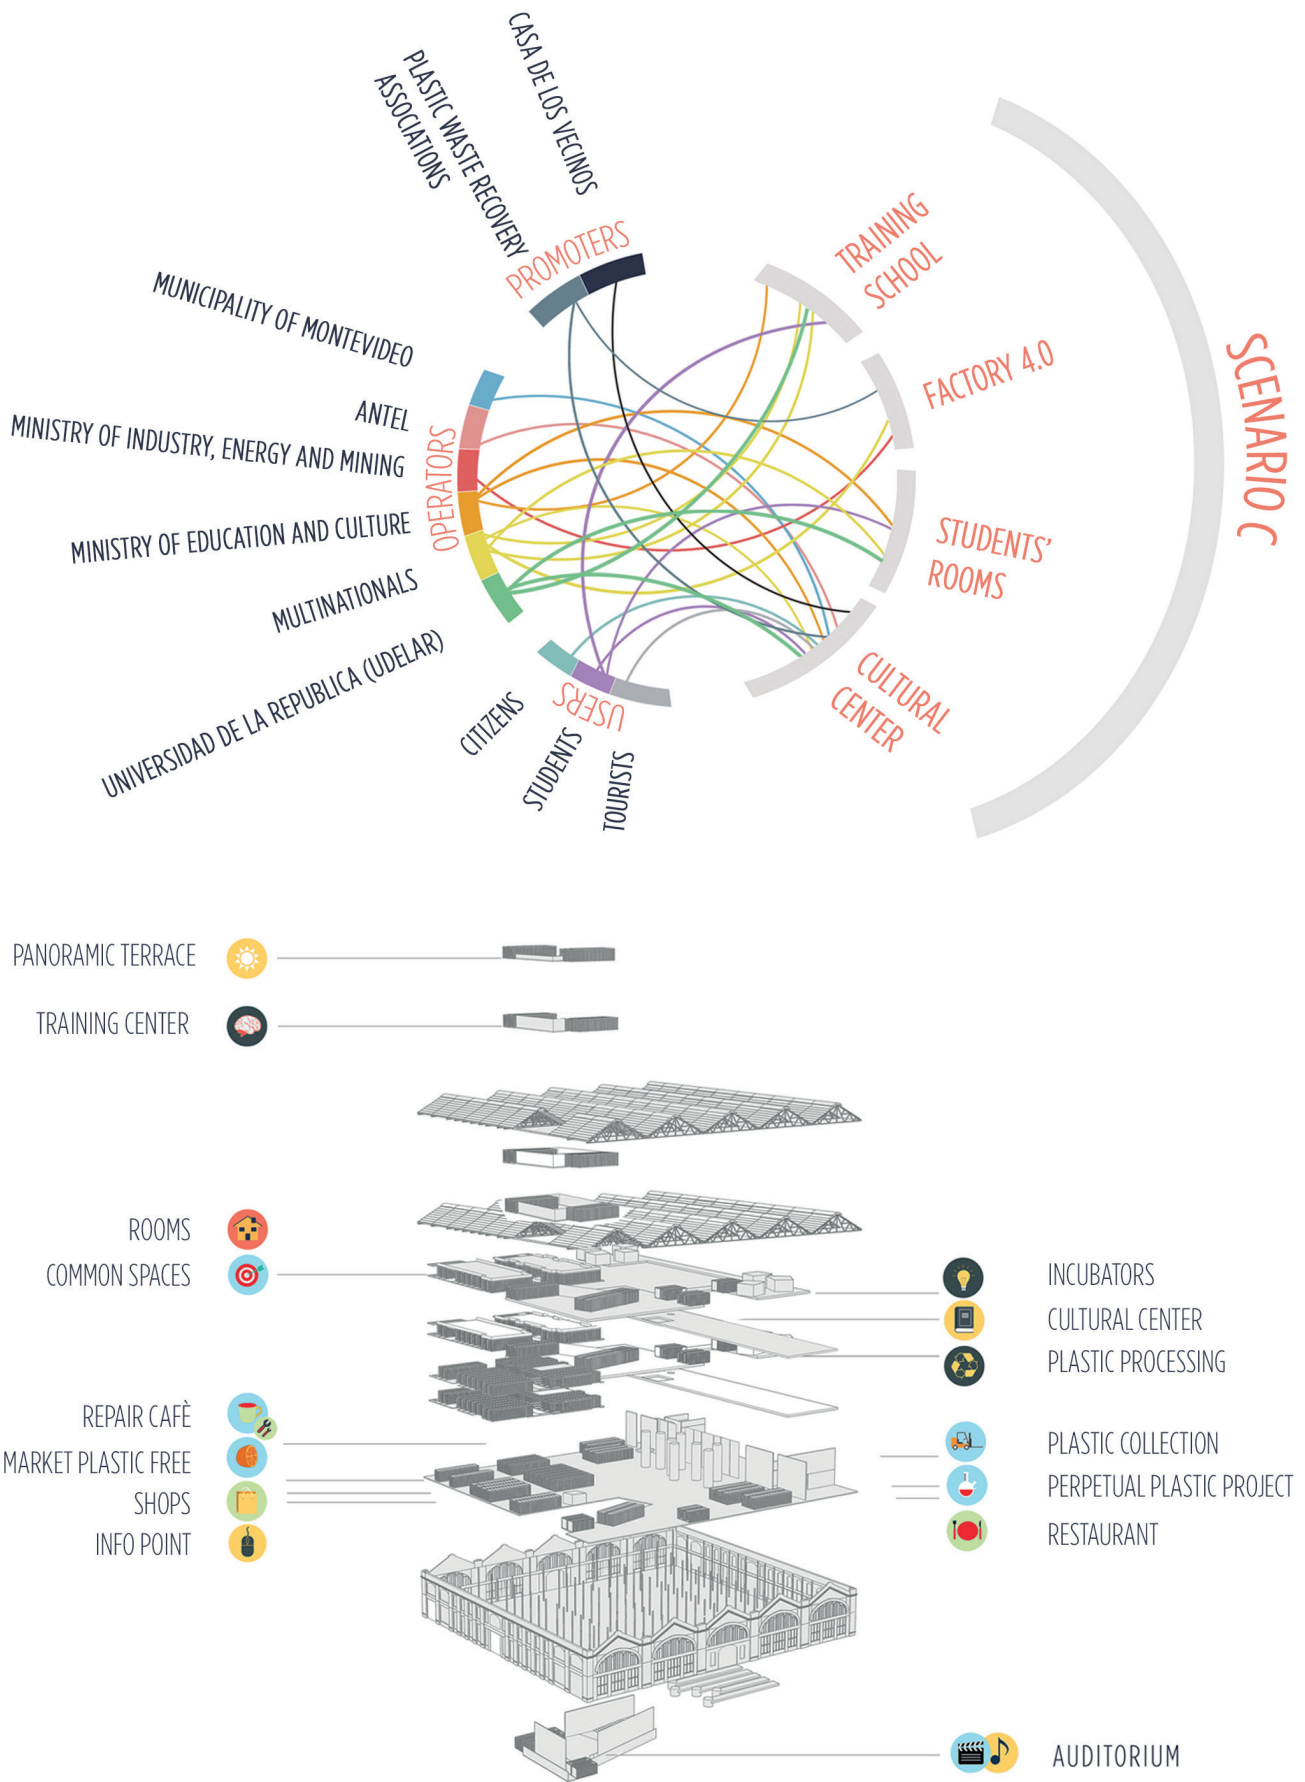 CASA DE LOS VECINOS
PLASTIC WASTE RECOVERY
ASSOCIATIONS
PROMOTERS
MUNICIPALITY OF MONTEVIDEO
ANTEL
MINISTRY OF INDUSTRY, ENERGY AND MINING
MINISTRY OF EDUCATION AND CULTURE
MULTINATIONALS
UNIVERSIDAD DE LA REPUBLICA (UDELAR)
OPERATORS
CITIZENS
STUDENTS
TOURISTS
USERS
TRAINING
SCHOOL
FACTORY 4.0
STUDENTS'
ROOMS
CULTURAL
CENTER
SCENARIO C
PANORAMIC TERRACE
TRAINING CENTER
ROOMS
COMMON SPACES
REPAIR CAFÈ
MARKET PLASTIC FREE
SHOPS
INFO POINT
INCUBATORS
CULTURAL CENTER
PLASTIC PROCESSING
PLASTIC COLLECTION
PERPETUAL PLASTIC PROJECT
RESTAURANT
AUDITORIUM